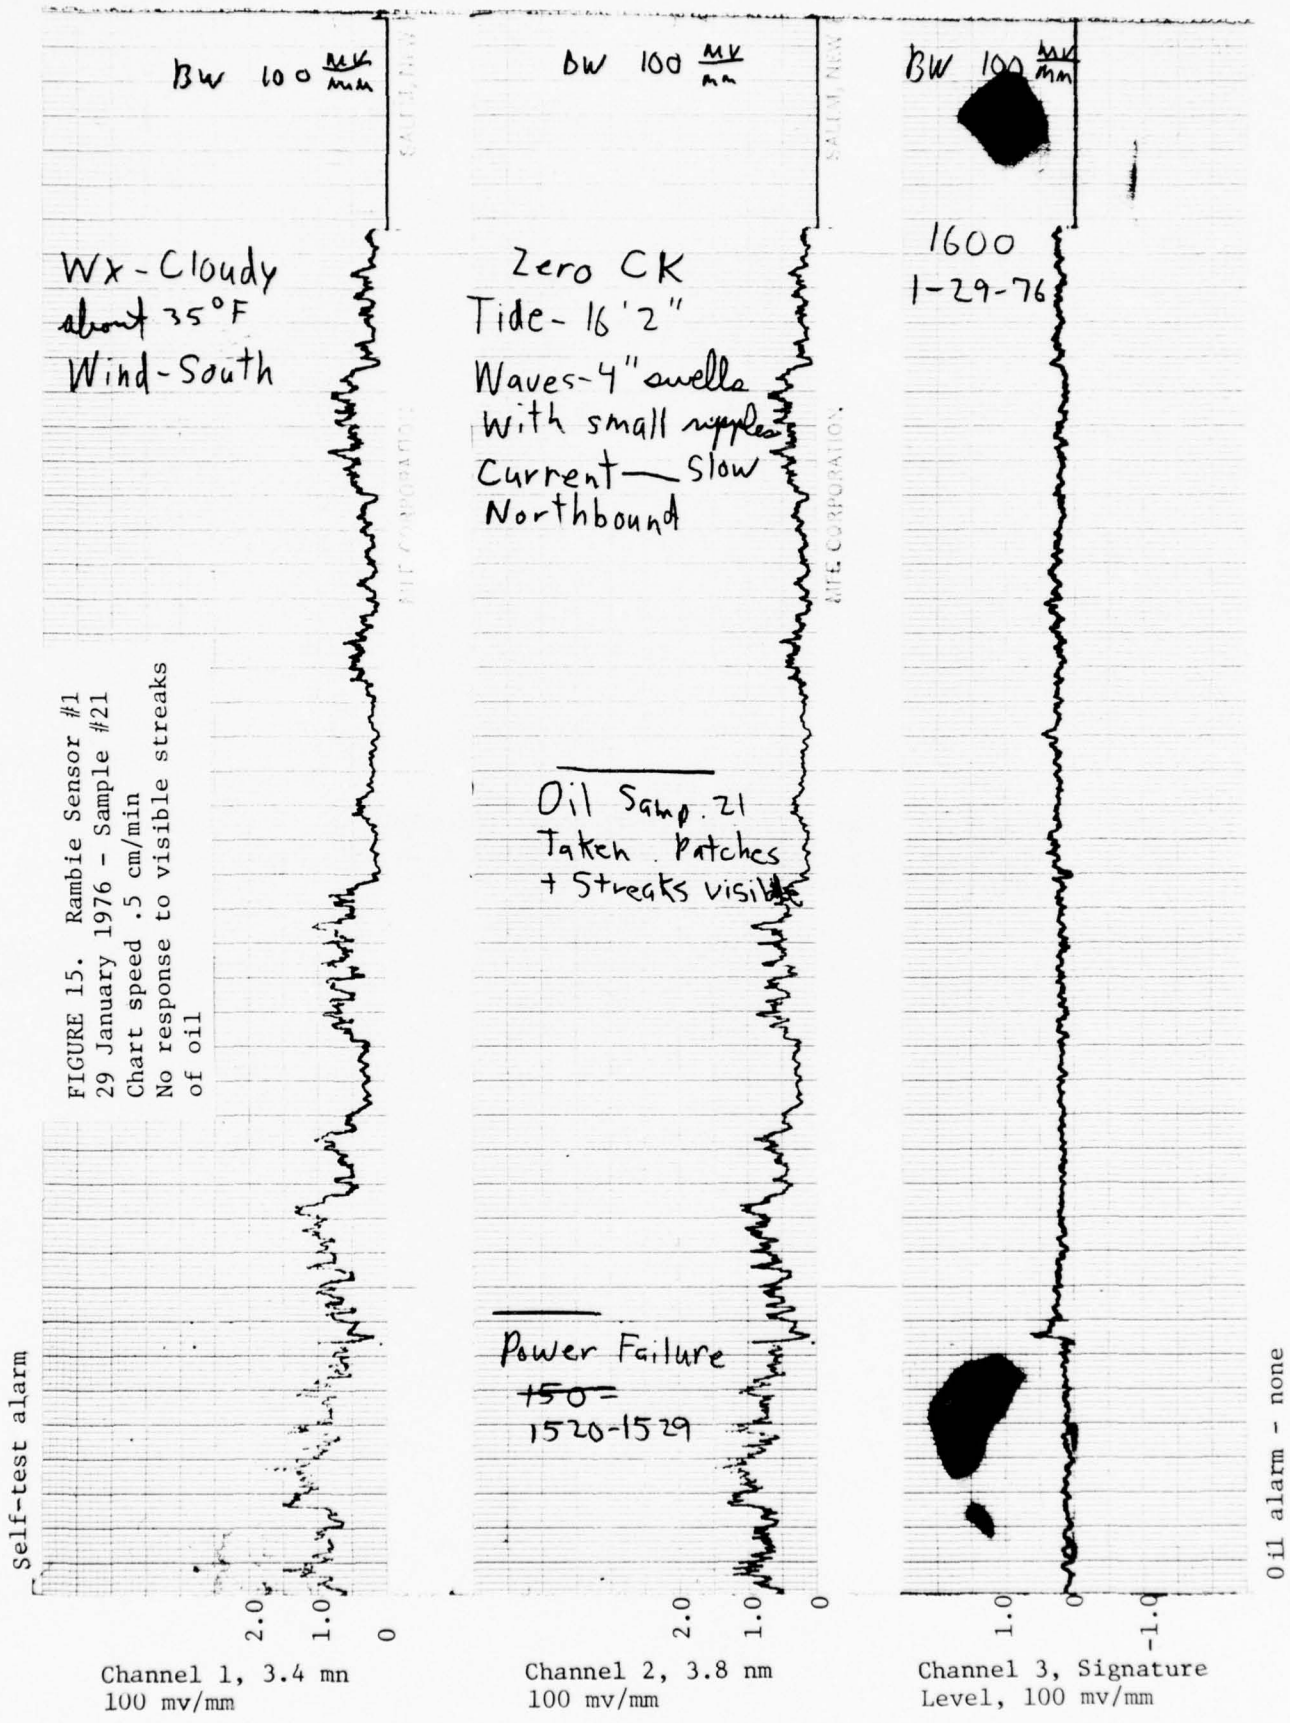 BW 100 MV/mm
BW 100 MV/mm
BW 100 MV/mm
SALEM, NEW
Wx - Cloudy
about 35°F
Wind - South
Zero CK
Tide - 16'2"
Waves - 4" swells
with small ripples
Current — Slow
Northbound
1600
1-29-76
MTE CORPORATION
MTE CORPORATION.
FIGURE 15. Rambie Sensor #1
29 January 1976 - Sample #21
Chart speed .5 cm/min
No response to visible streaks
of oil
Oil Samp. 21
Taken. Patches
+ Streaks visible
Power Failure
150=
1520-1529
Self-test alarm
Oil alarm - none
2.0 1.0 0
2.0 1.0 0
1.0 0 -1.0
Channel 1, 3.4 mn
100 mv/mm
Channel 2, 3.8 nm
100 mv/mm
Channel 3, Signature
Level, 100 mv/mm